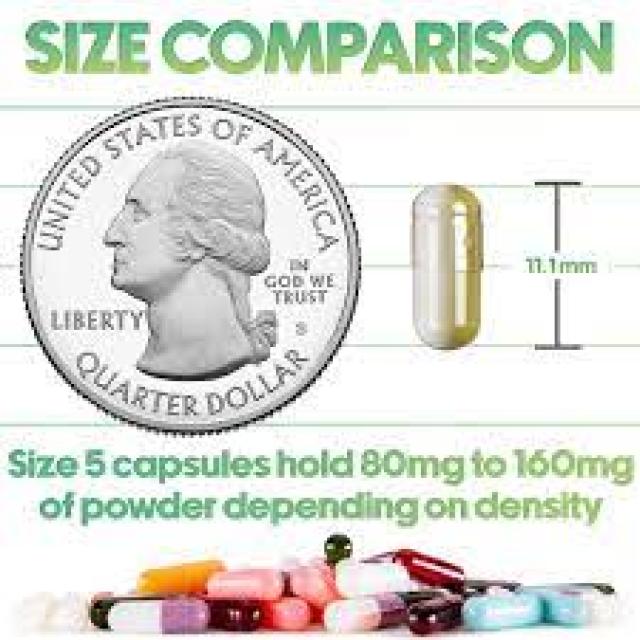 SIZE COMPARISON
UNITED STATES OF AMERICA
IN
GOD WE
TRUST
LIBERTY
S
QUARTER DOLLAR
11.1mm
Size 5 capsules hold 80mg to 160mg
of powder depending on density